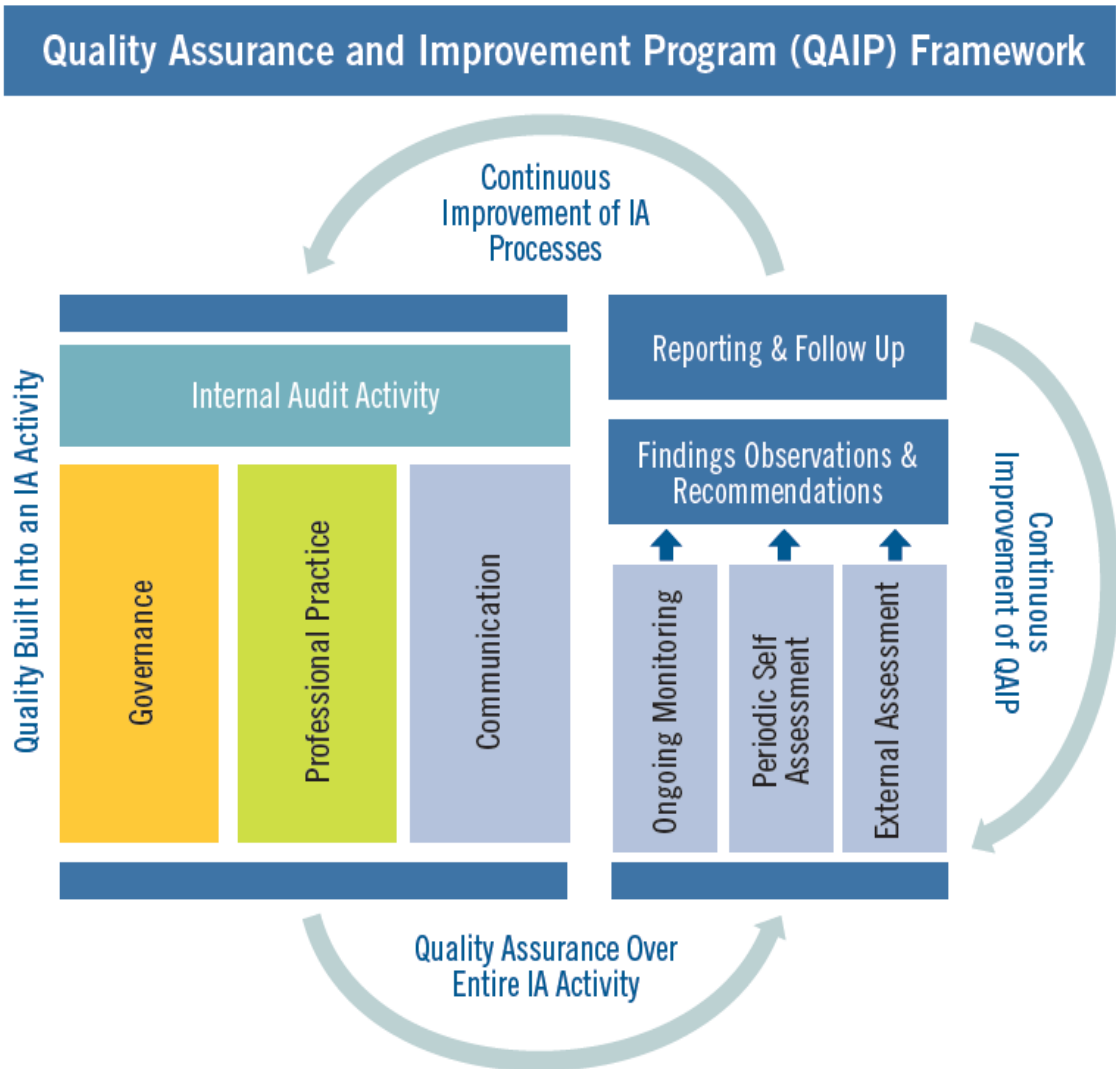 Quality Assurance and Improvement Program (QAIP) Framework
Continuous
Improvement of IA
Processes
Quality Built Into an IA Activity
Internal Audit Activity
Governance
Professional Practice
Communication
Reporting & Follow Up
Findings Observations &
Recommendations
Ongoing Monitoring
Periodic Self
Assessment
External Assessment
Continuous
Improvement of QAIP
Quality Assurance Over
Entire IA Activity